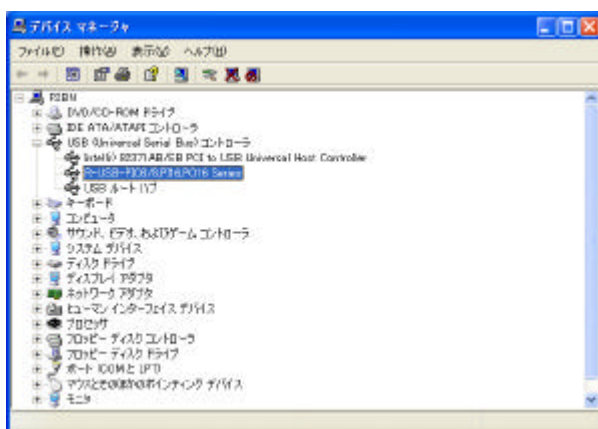 デバイス マネージャ
ファイル(F) 操作(A) 表示(V) ヘルプ(H)
DVD/CD-ROM ドライブ
IDE ATA/ATAPI コントローラ
USB (Universal Serial Bus) コントローラ
Intel(r) 82371AB/EB PCI to USB Universal Host Controller
USB ルート ハブ
キーボード
コンピュータ
サウンド、ビデオ、およびゲーム コントローラ
システム デバイス
ディスク ドライブ
ディスプレイ アダプタ
ネットワーク アダプタ
ヒューマン インターフェイス デバイス
プロセッサ
フロッピー ディスク コントローラ
フロッピー ディスク ドライブ
ポート (COM と LPT)
マウスとそのほかのポインティング デバイス
モニタ